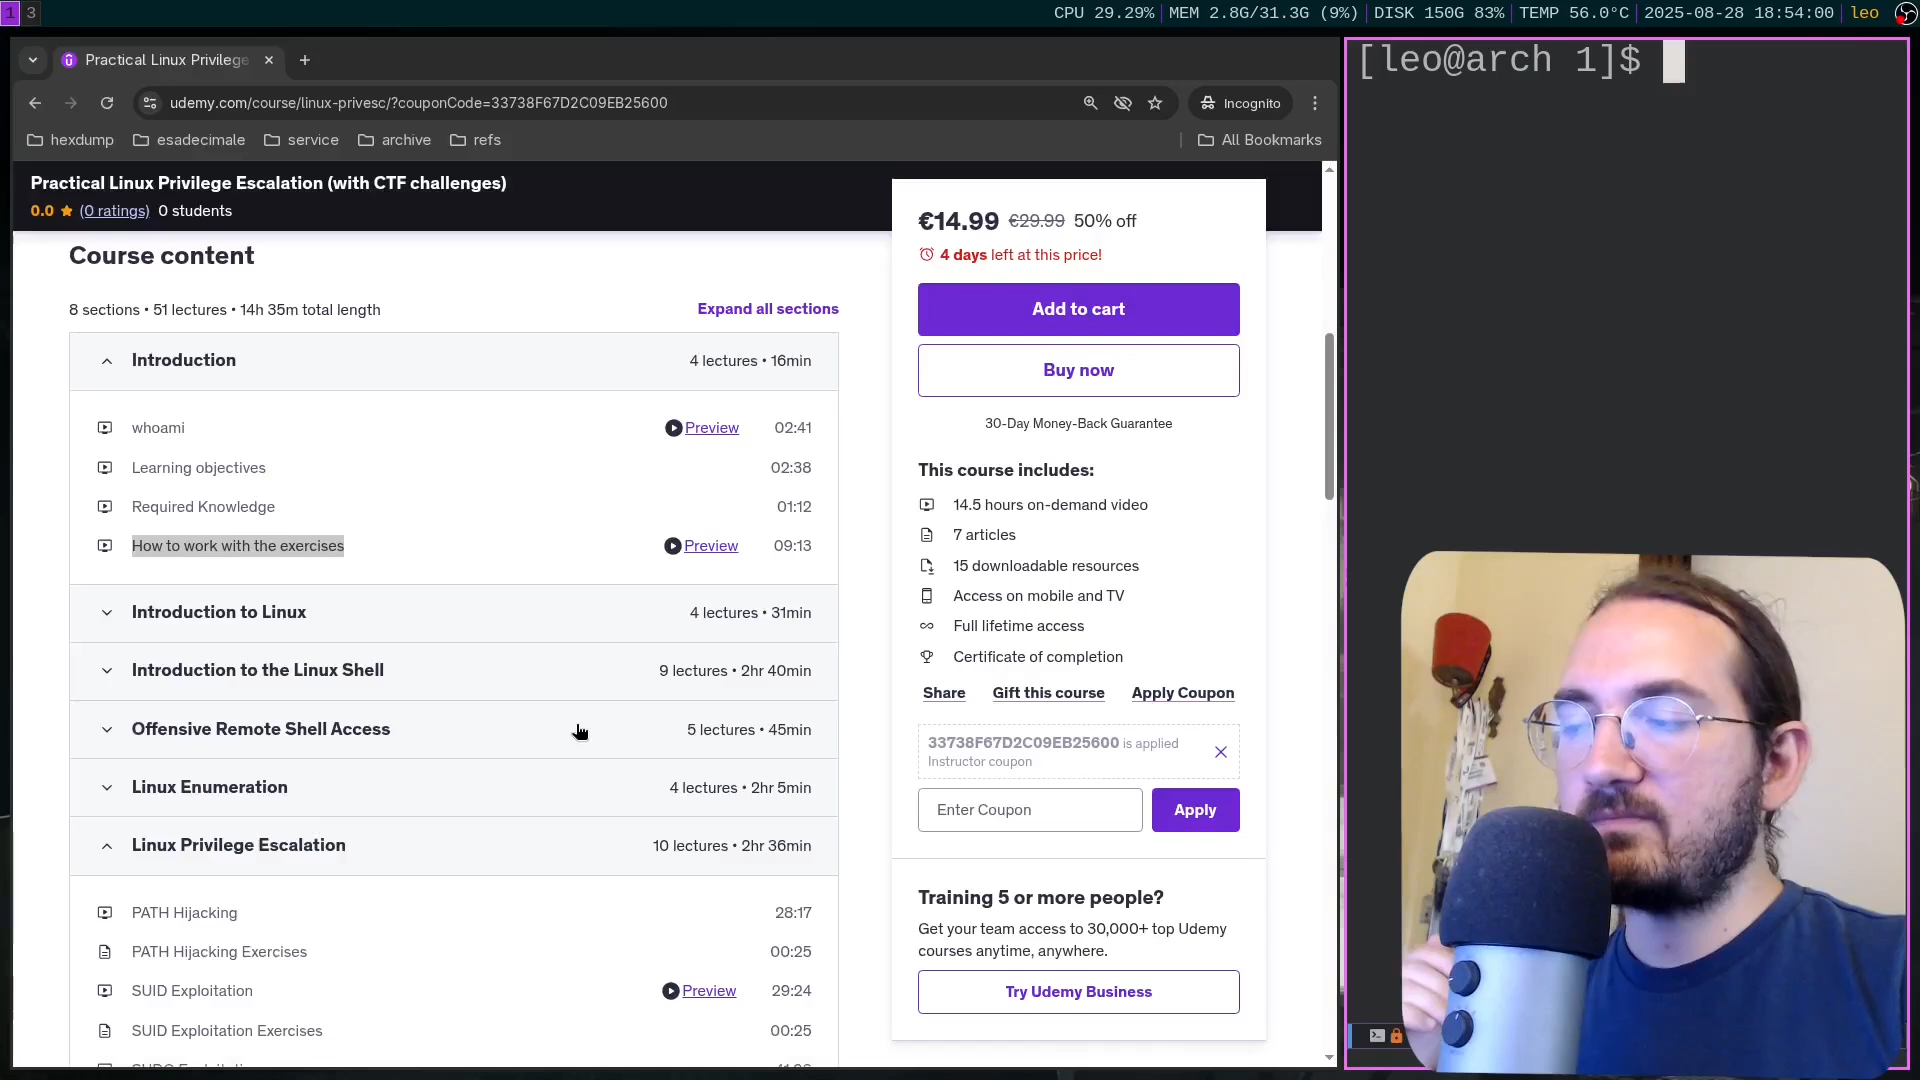 1 3 CPU 29.29% MEM 2.8G/31.3G (9%) DISK 150G 83% TEMP 56.0°C 2025-08-28 18:54:00 leo
Practical Linux Privilege
udemy.com/course/linux-privesc/?couponCode=33738F67D2C09EB25600
Incognito
hexdump esadecimale service archive refs All Bookmarks
Practical Linux Privilege Escalation (with CTF challenges)
0.0 (0 ratings) 0 students
Course content
8 sections • 51 lectures • 14h 35m total length
Expand all sections
Introduction 4 lectures • 16min
whoami Preview 02:41
Learning objectives 02:38
Required Knowledge 01:12
How to work with the exercises Preview 09:13
Introduction to Linux 4 lectures • 31min
Introduction to the Linux Shell 9 lectures • 2hr 40min
Offensive Remote Shell Access 5 lectures • 45min
Linux Enumeration 4 lectures • 2hr 5min
Linux Privilege Escalation 10 lectures • 2hr 36min
PATH Hijacking 28:17
PATH Hijacking Exercises 00:25
SUID Exploitation Preview 29:24
SUID Exploitation Exercises 00:25
€14.99 €29.99 50% off
4 days left at this price!
Add to cart
Buy now
30-Day Money-Back Guarantee
This course includes:
14.5 hours on-demand video
7 articles
15 downloadable resources
Access on mobile and TV
Full lifetime access
Certificate of completion
Share Gift this course Apply Coupon
33738F67D2C09EB25600 is applied
Instructor coupon
Enter Coupon Apply
Training 5 or more people?
Get your team access to 30,000+ top Udemy
courses anytime, anywhere.
Try Udemy Business
[leo@arch 1]$